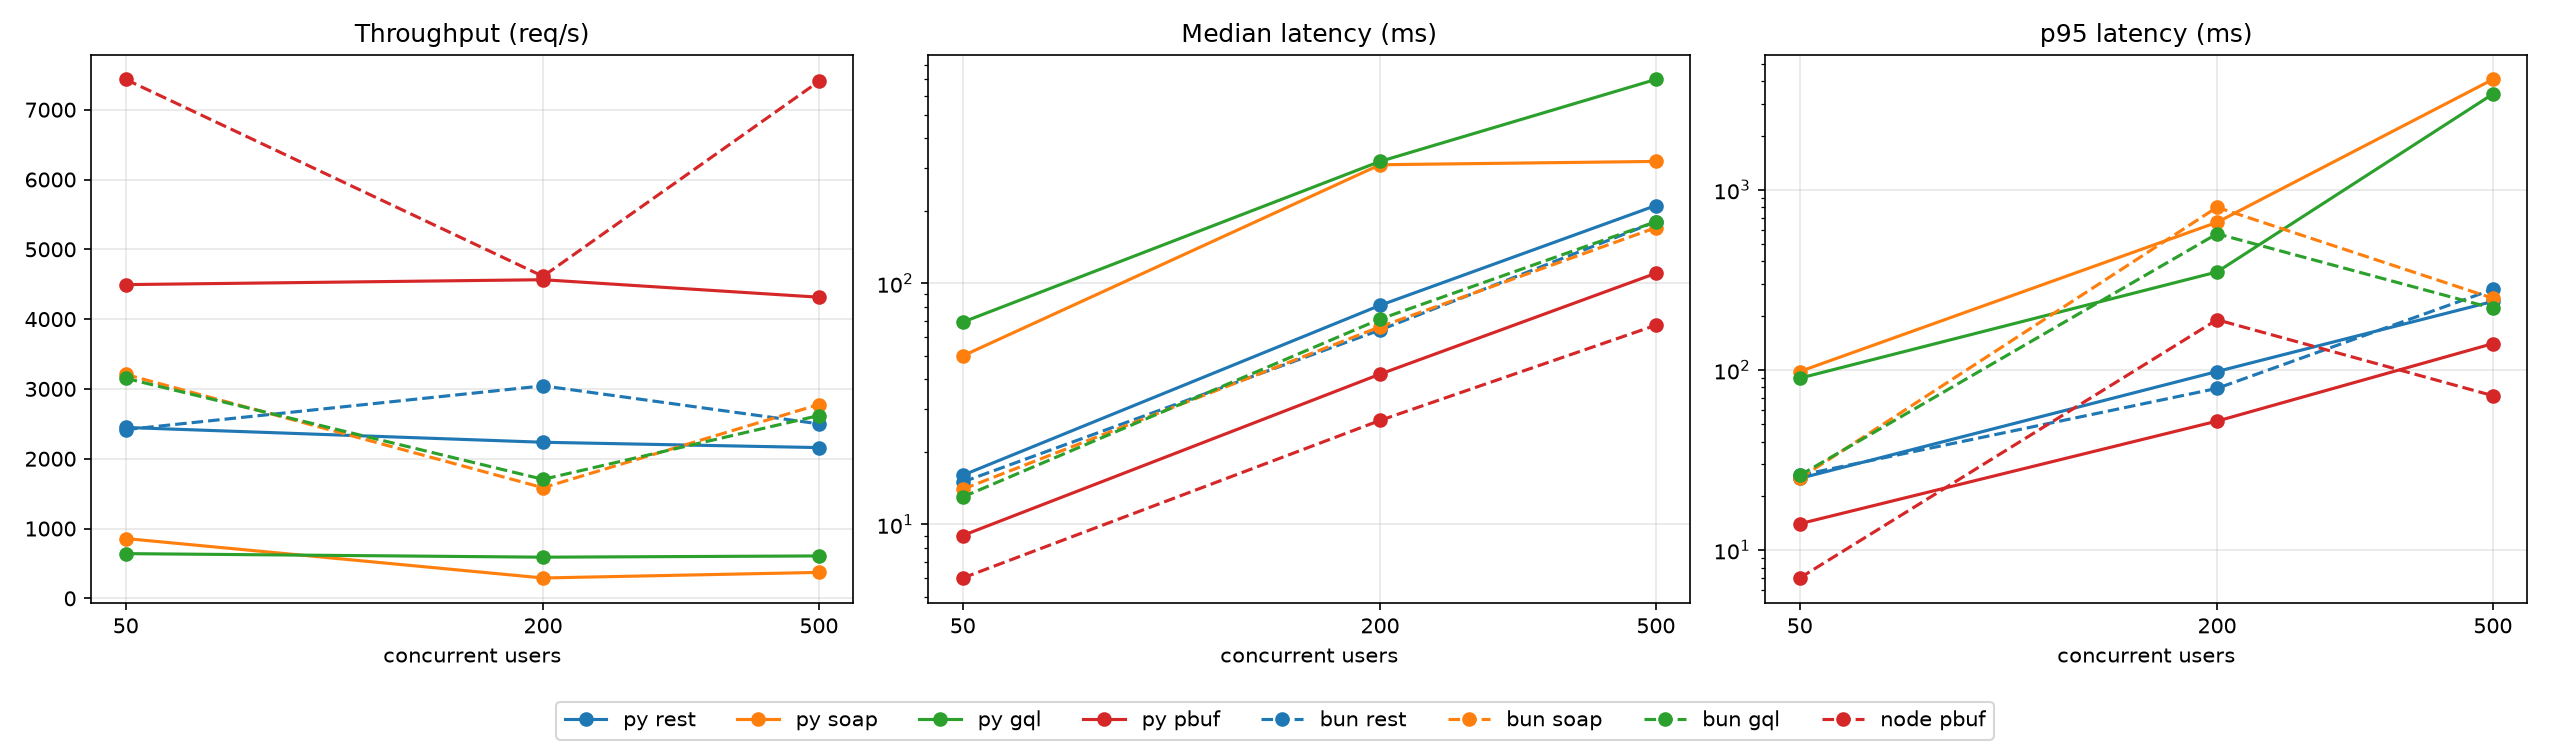 Throughput (req/s)
7000
6000
5000
4000
3000
2000
1000
0
50 200 500
concurrent users
Median latency (ms)
10²
10¹
50 200 500
concurrent users
p95 latency (ms)
10³
10²
10¹
50 200 500
concurrent users
py rest py soap py gql py pbuf bun rest bun soap bun gql node pbuf